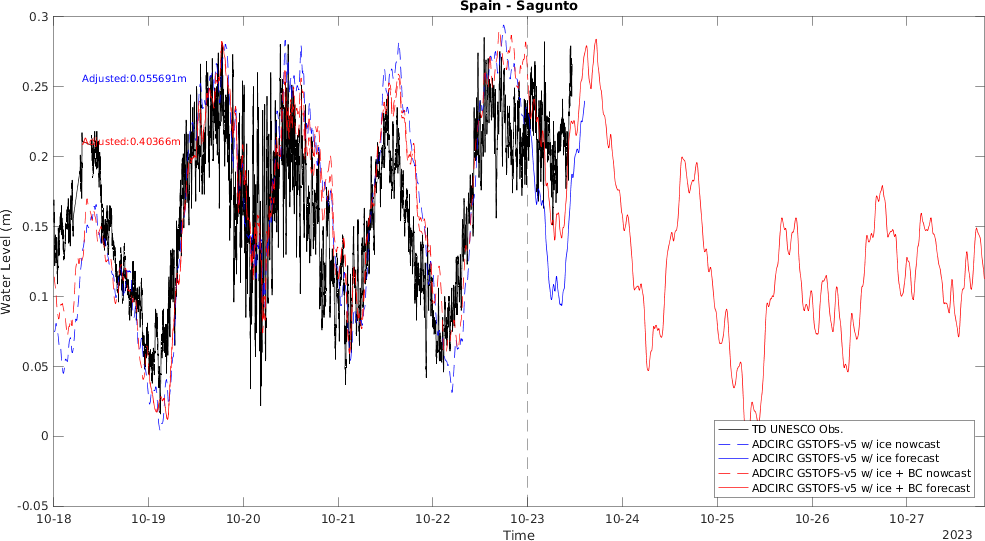 Spain - Sagunto
0.3
0.25
0.2
0.15
0.1
0.05
0
-0.05
Water Level (m)
Adjusted:0.055691m
Adjusted:0.40366m
TD UNESCO Obs.
ADCIRC GSTOFS-v5 w/ ice nowcast
ADCIRC GSTOFS-v5 w/ ice forecast
ADCIRC GSTOFS-v5 w/ ice + BC nowcast
ADCIRC GSTOFS-v5 w/ ice + BC forecast
10-18 10-19 10-20 10-21 10-22 10-23 10-24 10-25 10-26 10-27
Time
2023